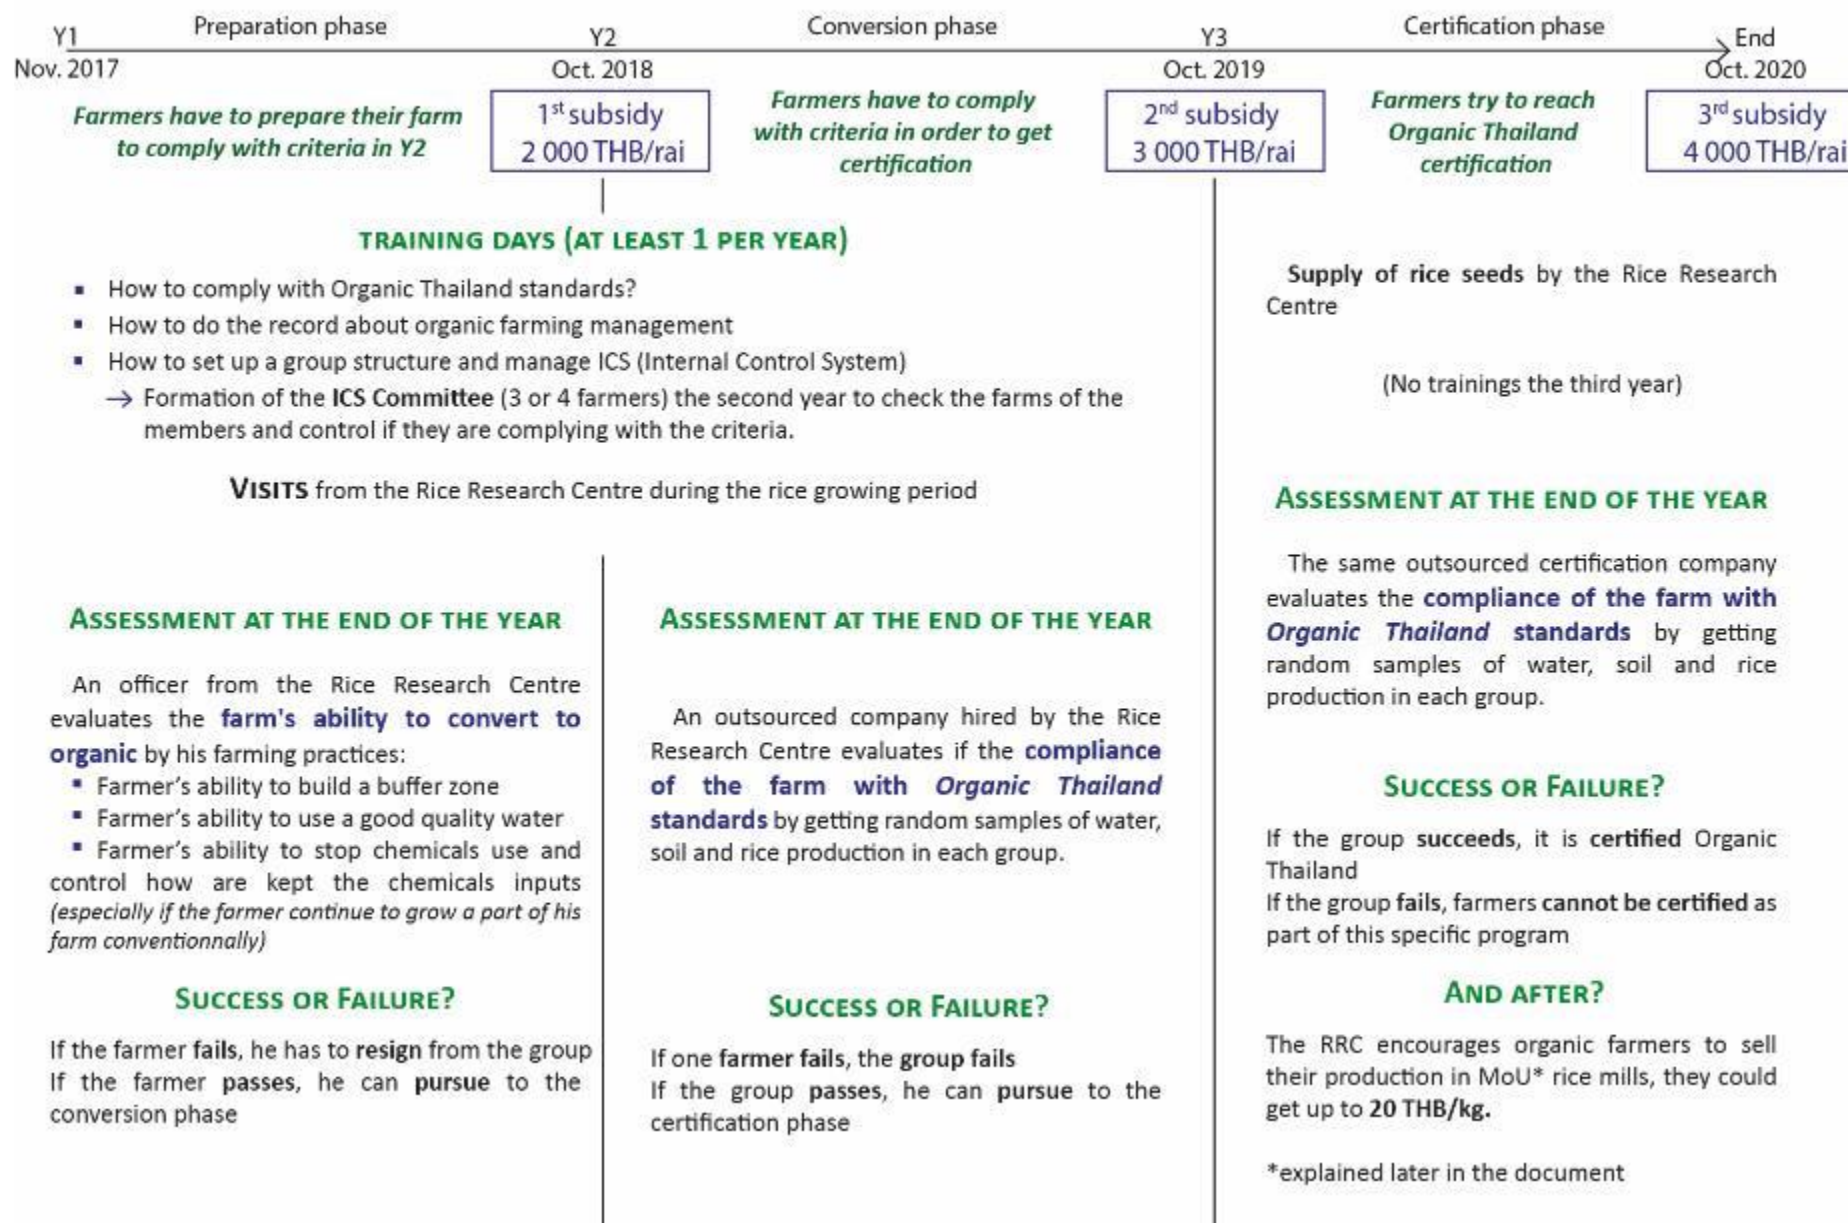 Preparation phase
Conversion phase
Certification phase
Y1
Y2
Y3
End
Nov. 2017
Oct. 2018
Oct. 2019
Oct. 2020
Farmers have to prepare their farm
to comply with criteria in Y2
1st subsidy
2 000 THB/rai
Farmers have to comply
with criteria in order to get
certification
2nd subsidy
3 000 THB/rai
Farmers try to reach
Organic Thailand
certification
3rd subsidy
4 000 THB/rai
TRAINING DAYS (AT LEAST 1 PER YEAR)
▪ How to comply with Organic Thailand standards?
▪ How to do the record about organic farming management
▪ How to set up a group structure and manage ICS (Internal Control System)
→ Formation of the ICS Committee (3 or 4 farmers) the second year to check the farms of the
members and control if they are complying with the criteria.
VISITS from the Rice Research Centre during the rice growing period
ASSESSMENT AT THE END OF THE YEAR
An officer from the Rice Research Centre
evaluates the farm's ability to convert to
organic by his farming practices:
▪ Farmer's ability to build a buffer zone
▪ Farmer's ability to use a good quality water
▪ Farmer's ability to stop chemicals use and
control how are kept the chemicals inputs
(especially if the farmer continue to grow a part of his
farm conventionnally)
SUCCESS OR FAILURE?
If the farmer fails, he has to resign from the group
If the farmer passes, he can pursue to the
conversion phase
ASSESSMENT AT THE END OF THE YEAR
An outsourced company hired by the Rice
Research Centre evaluates if the compliance
of the farm with Organic Thailand
standards by getting random samples of water,
soil and rice production in each group.
SUCCESS OR FAILURE?
If one farmer fails, the group fails
If the group passes, he can pursue to the
certification phase
Supply of rice seeds by the Rice Research
Centre
(No trainings the third year)
ASSESSMENT AT THE END OF THE YEAR
The same outsourced certification company
evaluates the compliance of the farm with
Organic Thailand standards by getting
random samples of water, soil and rice
production in each group.
SUCCESS OR FAILURE?
If the group succeeds, it is certified Organic
Thailand
If the group fails, farmers cannot be certified as
part of this specific program
AND AFTER?
The RRC encourages organic farmers to sell
their production in MoU* rice mills, they could
get up to 20 THB/kg.
*explained later in the document